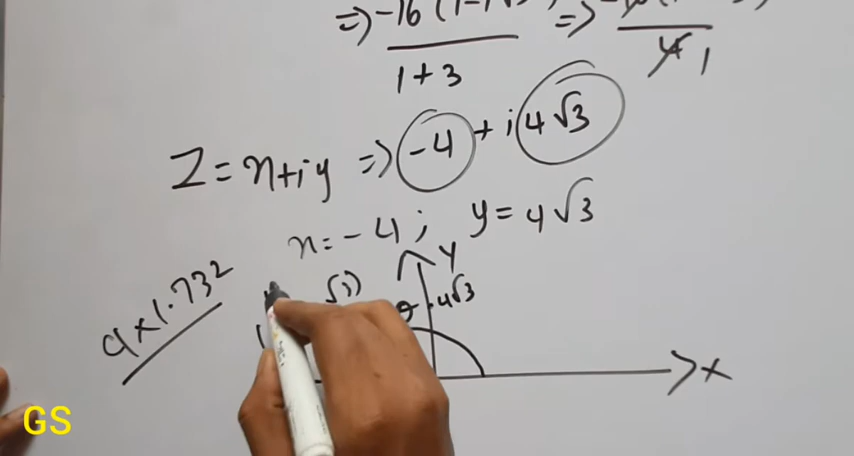 => -16 (1-i√3) =>
1 + 3 1
Z = x+iy => -4 + i 4√3
x = -4 ; y = 4√3
4×1.732
Y
√3)
θ 4√3
X
GS